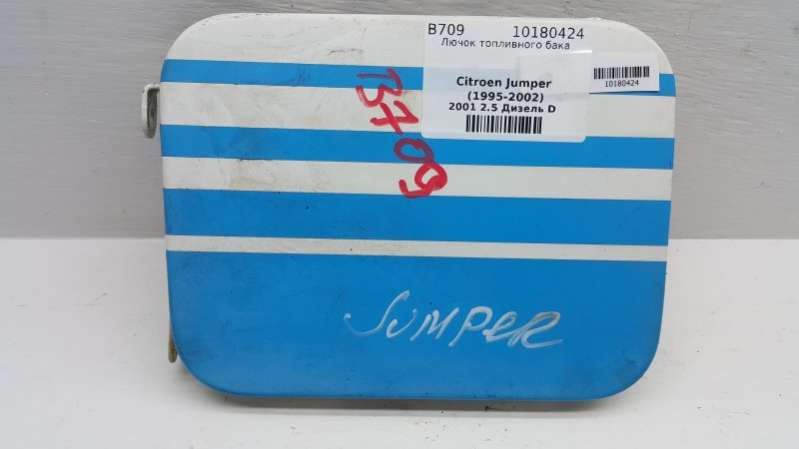 B709 10180424
Лючок топливного бака
Citroen Jumper
(1995-2002)
2001 2.5 Дизель D
10180424
B709
JUMPER